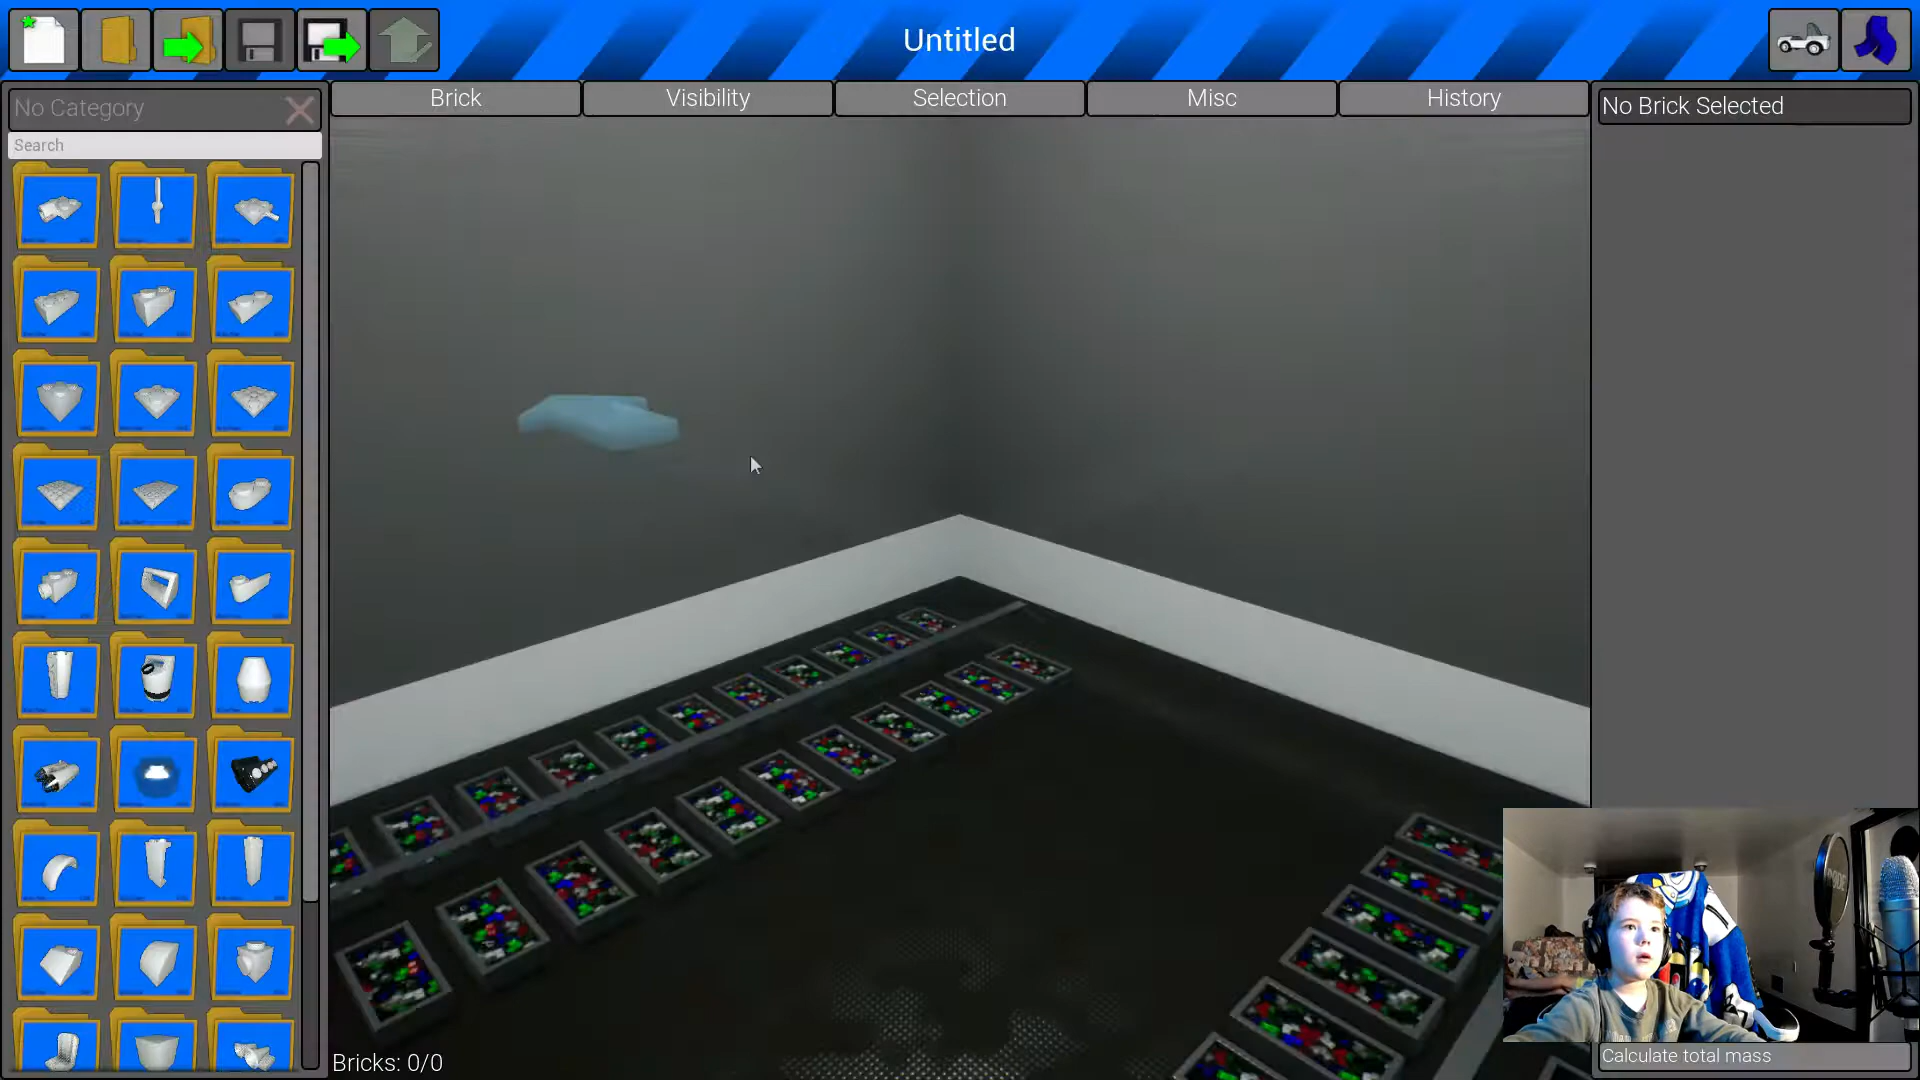 Untitled
No Category
Search
Brick
Visibility
Selection
Misc
History
No Brick Selected
Bricks: 0/0
Calculate total mass